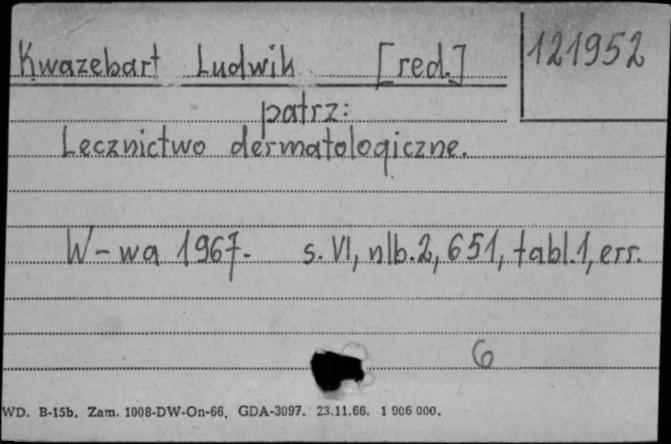 Kwazebart Ludwik [red.] 121952
patrz:
Lecznictwo dermatologiczne.
W-wa 1967. s. VI, nlb. 2, 651, tabl. 1, err.
6
WD. B-15b. Zam. 1008-DW-On-66. GDA-3097. 23.11.66. 1 906 000.